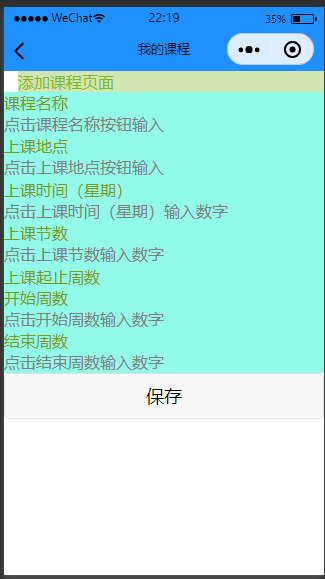 WeChat 22:19 35%
我的课程
添加课程页面
课程名称
点击课程名称按钮输入
上课地点
点击上课地点按钮输入
上课时间（星期）
点击上课时间（星期）输入数字
上课节数
点击上课节数输入数字
上课起止周数
开始周数
点击开始周数输入数字
结束周数
点击结束周数输入数字
保存